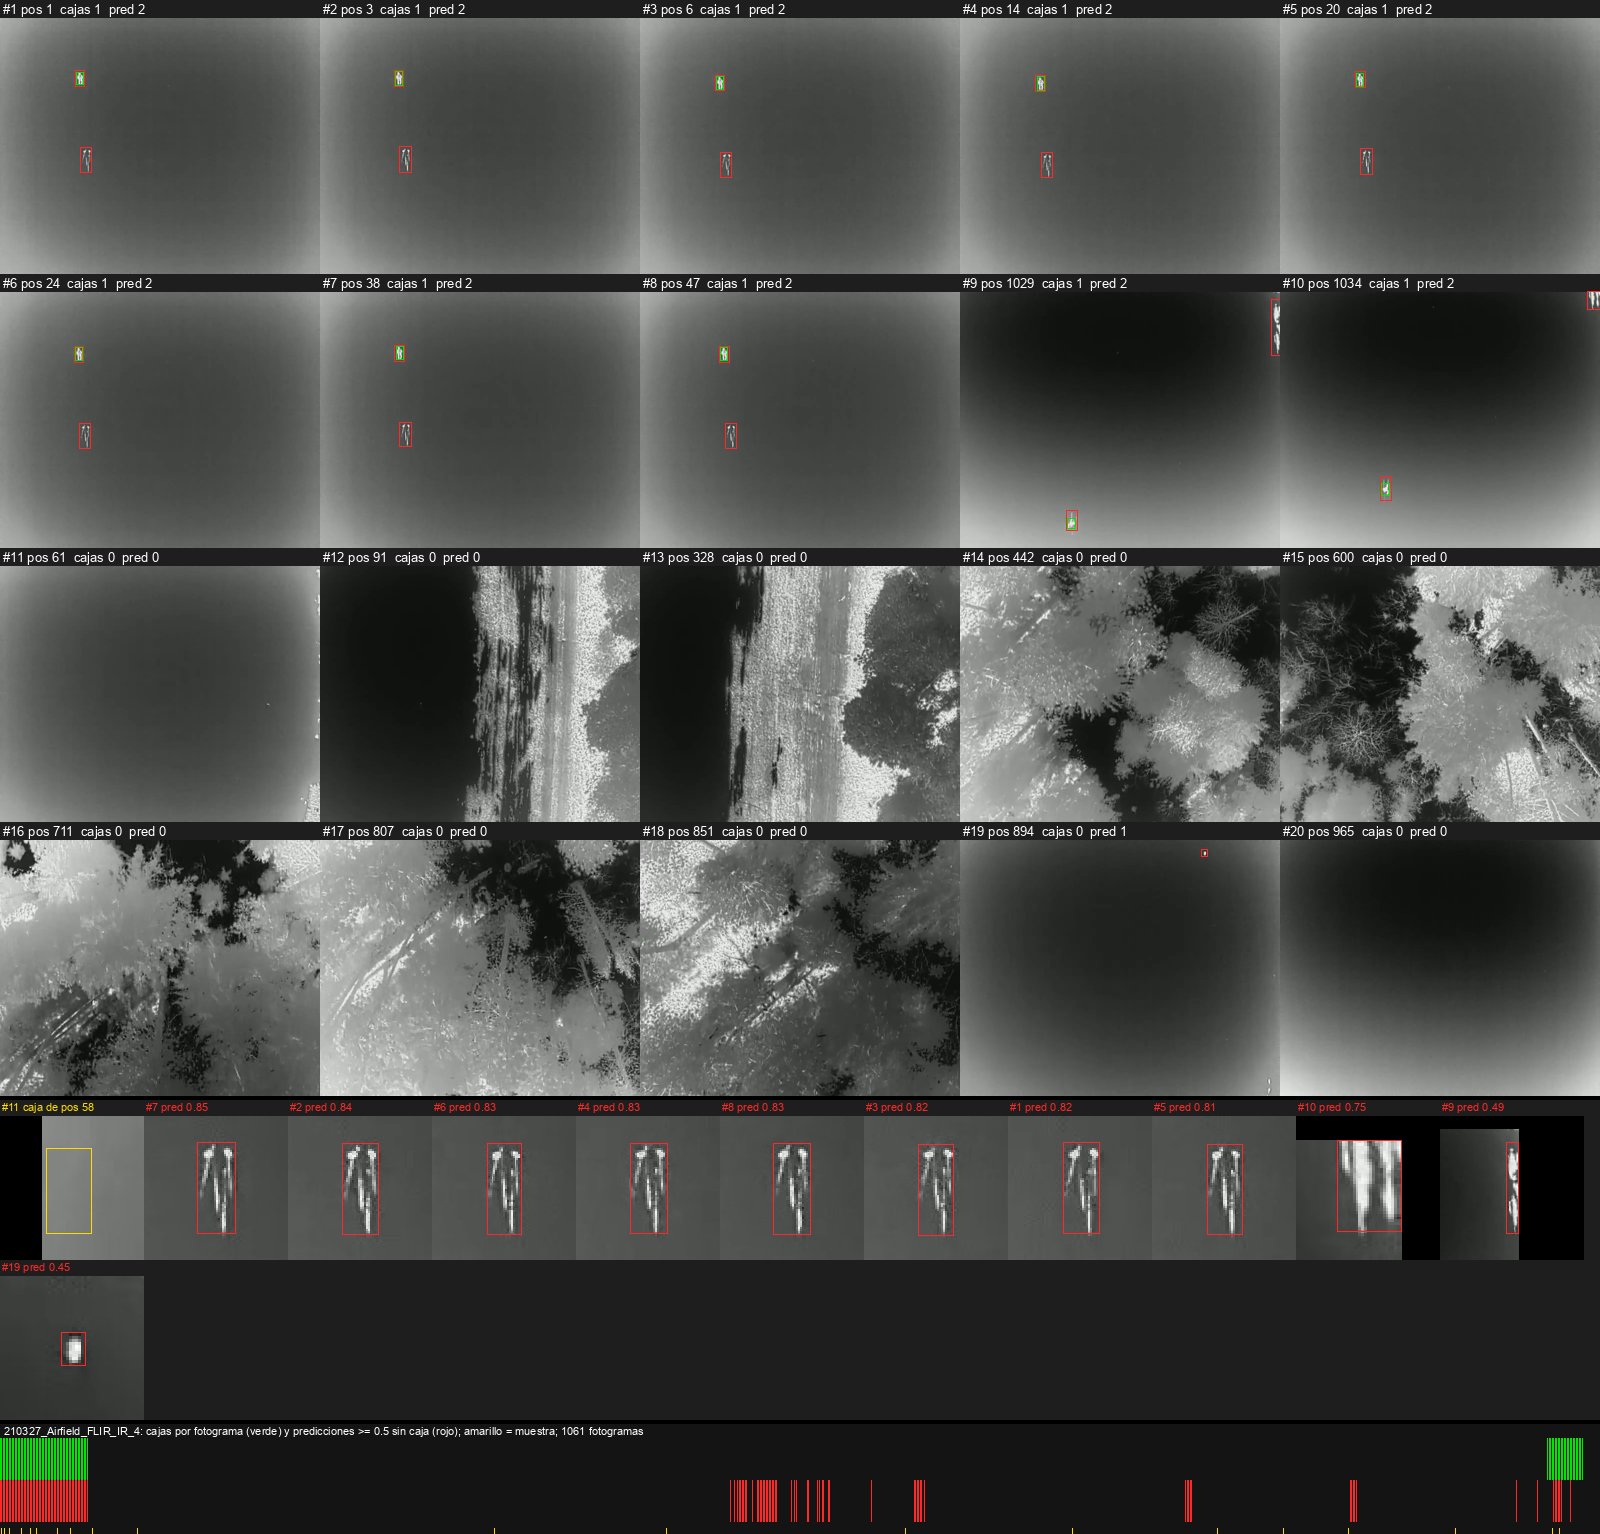 #1 pos 1 cajas 1 pred 2
#2 pos 3 cajas 1 pred 2
#3 pos 6 cajas 1 pred 2
#4 pos 14 cajas 1 pred 2
#5 pos 20 cajas 1 pred 2
#6 pos 24 cajas 1 pred 2
#7 pos 38 cajas 1 pred 2
#8 pos 47 cajas 1 pred 2
#9 pos 1029 cajas 1 pred 2
#10 pos 1034 cajas 1 pred 2
#11 pos 61 cajas 0 pred 0
#12 pos 91 cajas 0 pred 0
#13 pos 328 cajas 0 pred 0
#14 pos 442 cajas 0 pred 0
#15 pos 600 cajas 0 pred 0
#16 pos 711 cajas 0 pred 0
#17 pos 807 cajas 0 pred 0
#18 pos 851 cajas 0 pred 0
#19 pos 894 cajas 0 pred 1
#20 pos 965 cajas 0 pred 0
#11 caja de pos 58
#7 pred 0.85
#2 pred 0.84
#6 pred 0.83
#4 pred 0.83
#8 pred 0.83
#3 pred 0.82
#1 pred 0.82
#5 pred 0.81
#10 pred 0.75
#9 pred 0.49
#19 pred 0.45
210327_Airfield_FLIR_IR_4: cajas por fotograma (verde) y predicciones >= 0.5 sin caja (rojo); amarillo = muestra; 1061 fotogramas